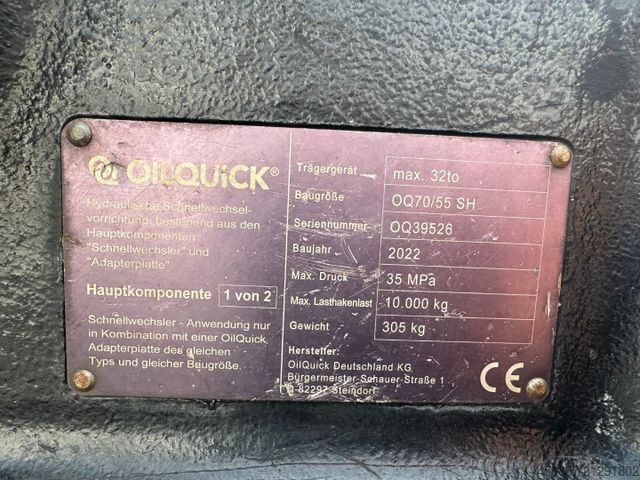 OILQUICK®
Hydraulische Schnellwechsel-
vorrichtung, bestehend aus den
Hauptkomponenten
"Schnellwechsler" und
"Adapterplatte"
Hauptkomponente 1 von 2
Schnellwechsler - Anwendung nur
in Kombination mit einer OilQuick
Adapterplatte des gleichen
Typs und gleicher Baugröße.
Trägergerät max. 32to
Baugröße OQ70/55 SH
Seriennummer OQ39526
Baujahr 2022
Max. Druck 35 MPa
Max. Lasthakenlast 10.000 kg
Gewicht 305 kg
Hersteller:
OilQuick Deutschland KG
Bürgermeister-Schauer-Straße 1
D-82297 Steindorf
CE